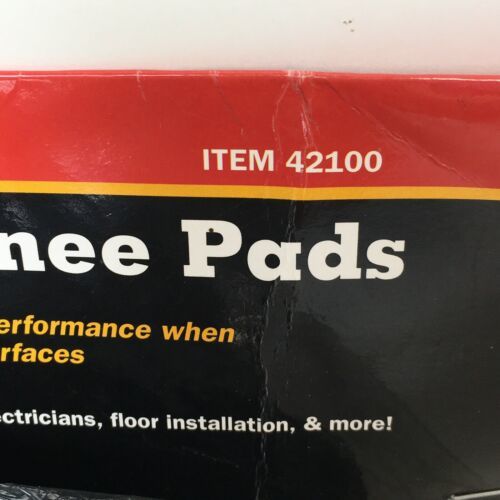 ITEM 42100
nee Pads
erformance when
rfaces
ectricians, floor installation, & more!